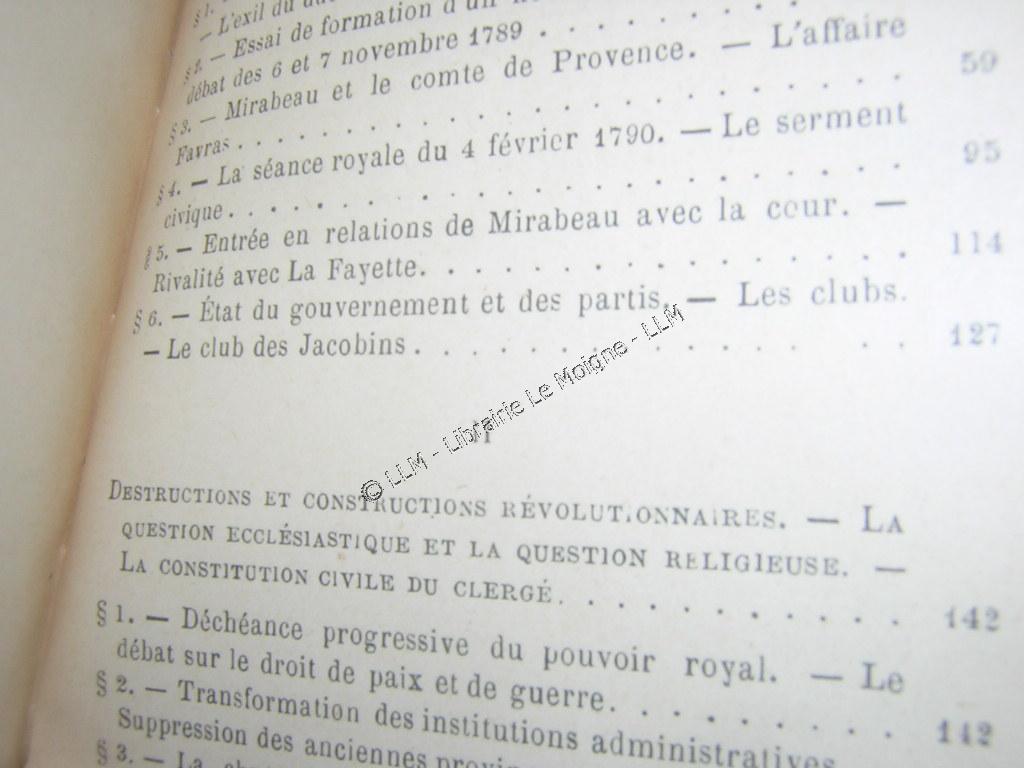 § 1.
— L'exil du
§ 2. — Essai de formation d'un
débat des 6 et 7 novembre 1789 . . . . . . .
§ 3. — Mirabeau et le comte de Provence. — L'affaire
Favras . . . . . . . . . . . . . . . . . . 59
§ 4. — La séance royale du 4 février 1790. — Le serment
civique . . . . . . . . . . . . . . . . . . 95
§ 5. — Entrée en relations de Mirabeau avec la cour. —
Rivalité avec La Fayette. . . . . . . . . . . . . 114
§ 6. — État du gouvernement et des partis. — Les clubs.
— Le club des Jacobins . . . . . . . . . . . . . 127
© LLM - Librairie Le Moigne - LLM
DESTRUCTIONS ET CONSTRUCTIONS RÉVOLUTIONNAIRES. — LA
QUESTION ECCLÉSIASTIQUE ET LA QUESTION RELIGIEUSE. —
LA CONSTITUTION CIVILE DU CLERGÉ. . . . . . . . . . . 142
§ 1. — Déchéance progressive du pouvoir royal. — Le
débat sur le droit de paix et de guerre. . . . . . . . 142
§ 2. — Transformation des institutions administratives
Suppression des anciennes
§ 3. — La